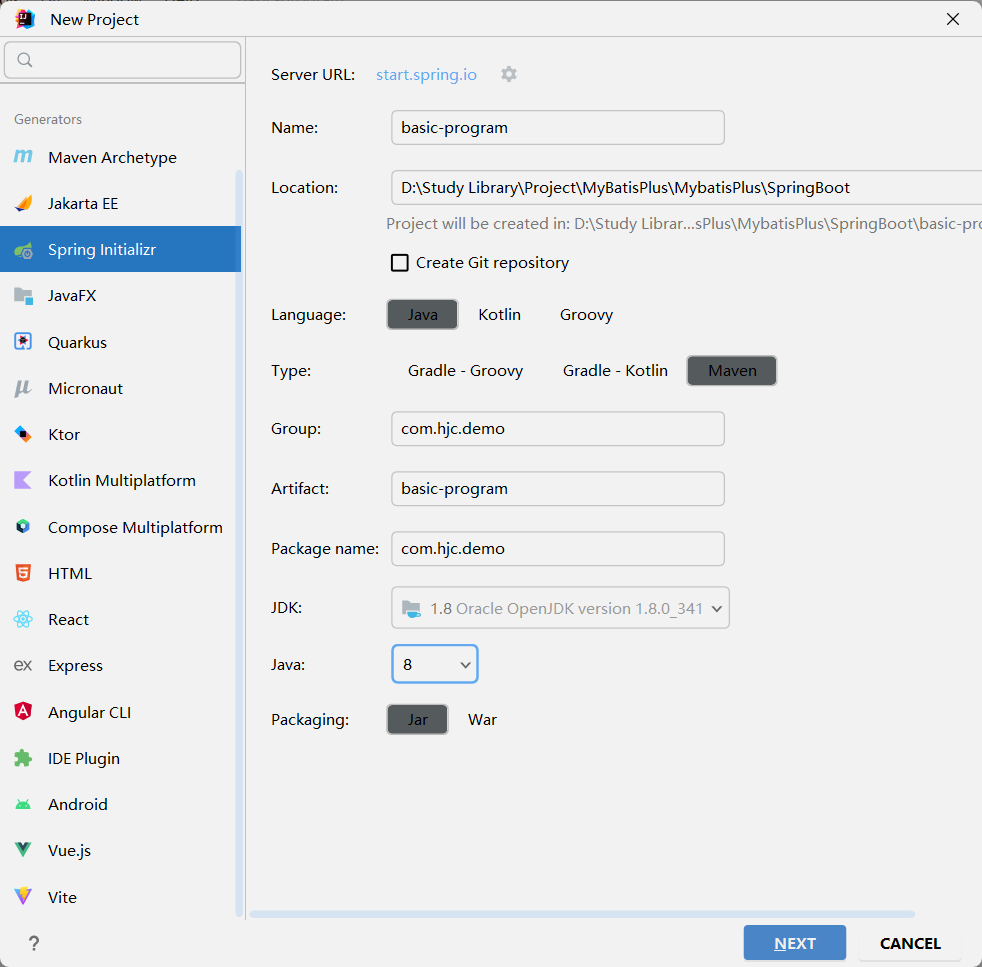 New Project
Generators
Maven Archetype
Jakarta EE
Spring Initializr
JavaFX
Quarkus
Micronaut
Ktor
Kotlin Multiplatform
Compose Multiplatform
HTML
React
ex Express
Angular CLI
IDE Plugin
Android
Vue.js
Vite
?
Server URL: start.spring.io
Name: basic-program
Location: D:\Study Library\Project\MyBatisPlus\MybatisPlus\SpringBoot
Project will be created in: D:\Study Librar...sPlus\MybatisPlus\SpringBoot\basic-pro
Create Git repository
Language: Java Kotlin Groovy
Type: Gradle - Groovy Gradle - Kotlin Maven
Group: com.hjc.demo
Artifact: basic-program
Package name: com.hjc.demo
JDK: 1.8 Oracle OpenJDK version 1.8.0_341
Java: 8
Packaging: Jar War
NEXT CANCEL